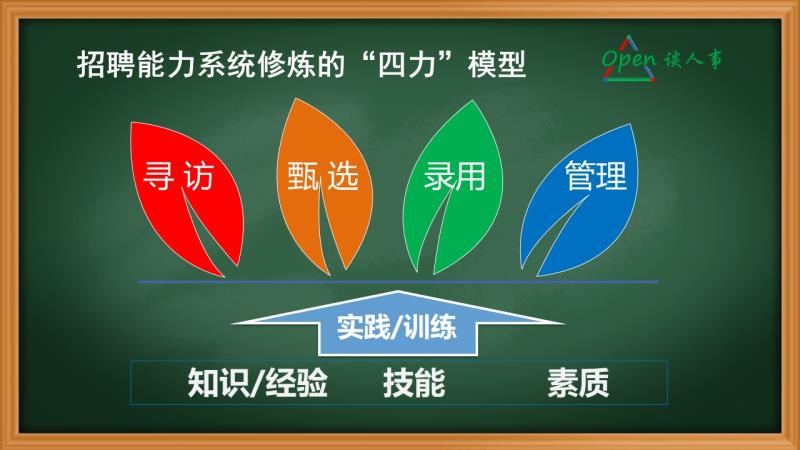 招聘能力系统修炼的“四力”模型
Open 谈人事
寻访 甄选 录用 管理
实践/训练
知识/经验 技能 素质